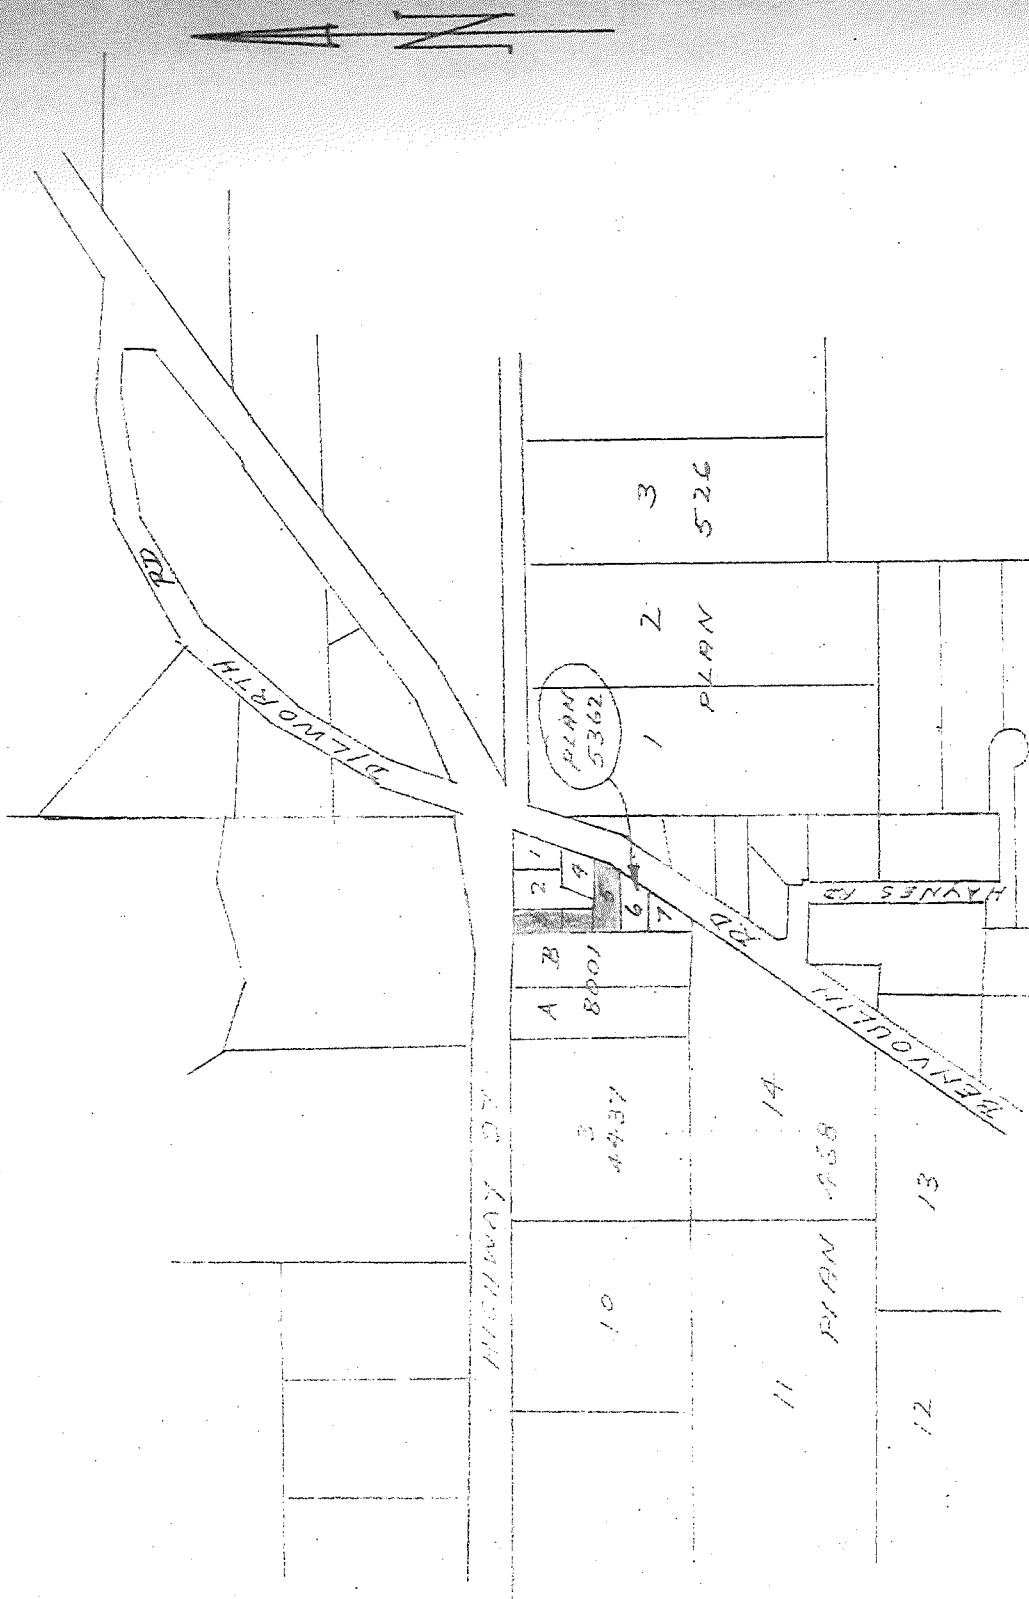 N
DILWORTH RD
3
PLAN 526
2
1
PLAN
5362
1
2
4
5
6
7
B
A
8001
3
4437
HIGHWAY 97
BENVOULIN RD
HAYNES RD
14
PLAN 458
13
10
11
12